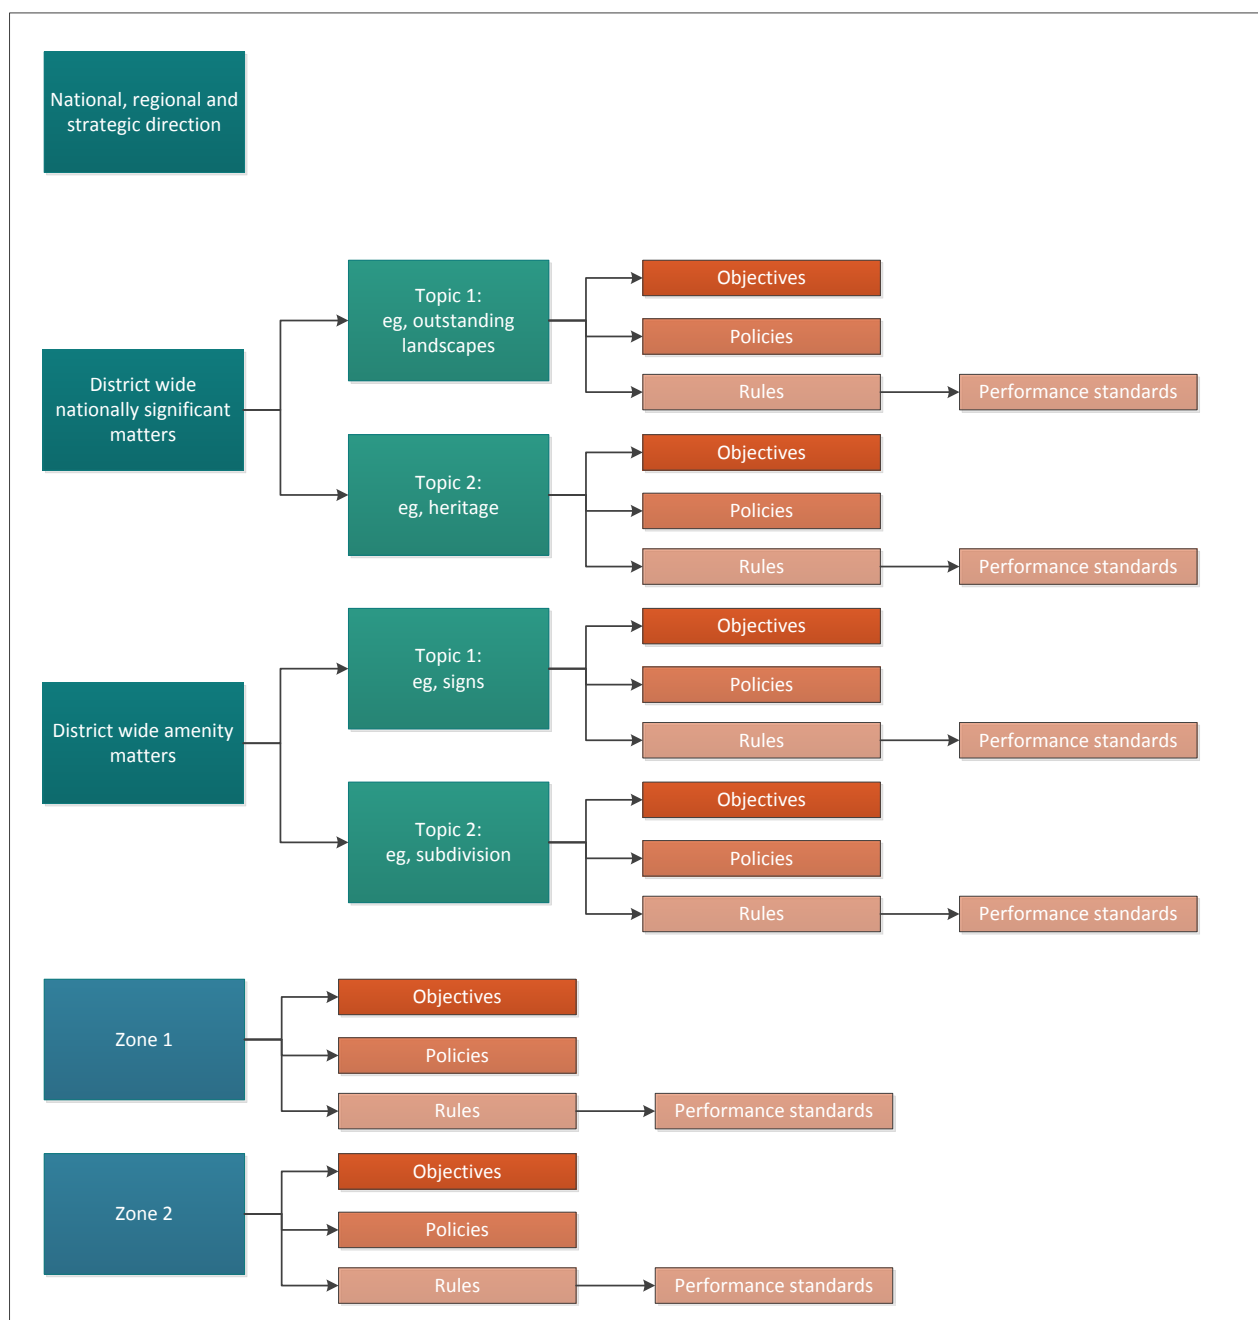 National, regional and
strategic direction
District wide
nationally significant
matters
Topic 1:
eg, outstanding
landscapes
Objectives
Policies
Rules
Performance standards
Topic 2:
eg, heritage
Objectives
Policies
Rules
Performance standards
District wide amenity
matters
Topic 1:
eg, signs
Objectives
Policies
Rules
Performance standards
Topic 2:
eg, subdivision
Objectives
Policies
Rules
Performance standards
Zone 1
Objectives
Policies
Rules
Performance standards
Zone 2
Objectives
Policies
Rules
Performance standards